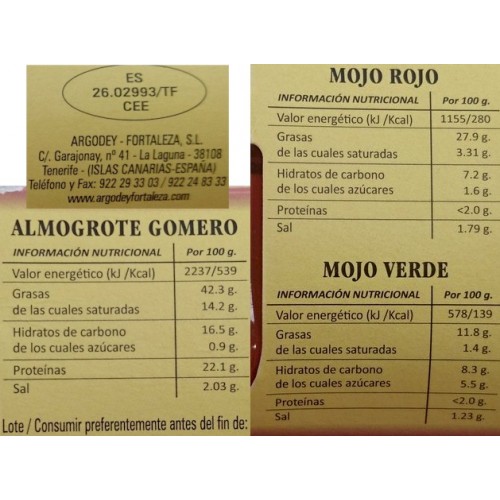 ES
26.02993/TF
CEE
ARGODEY - FORTALEZA, S.L.
C/. Garajonay, nº 41 - La Laguna - 38108
Tenerife - (ISLAS CANARIAS-ESPAÑA)
Teléfono y Fax: 922 29 33 03 / 922 24 83 33
www.argodeyfortaleza.com
ALMOGROTE GOMERO
INFORMACIÓN NUTRICIONAL Por 100 g.
Valor energético (kJ /Kcal) 2237/539
Grasas 42.3 g.
de las cuales saturadas 14.2 g.
Hidratos de carbono 16.5 g.
de los cuales azúcares 0.9 g.
Proteínas 22.1 g.
Sal 2.03 g.
Lote / Consumir preferentemente antes del fin de:
MOJO ROJO
INFORMACIÓN NUTRICIONAL Por 100 g.
Valor energético (kJ /Kcal) 1155/280
Grasas 27.9 g.
de las cuales saturadas 3.31 g.
Hidratos de carbono 7.2 g.
de los cuales azúcares 1.6 g.
Proteínas <2.0 g.
Sal 1.79 g.
MOJO VERDE
INFORMACIÓN NUTRICIONAL Por 100 g.
Valor energético (kJ /Kcal) 578/139
Grasas 11.8 g.
de las cuales saturadas 1.4 g.
Hidratos de carbono 8.3 g.
de los cuales azúcares 5.5 g.
Proteínas <2.0 g.
Sal 1.23 g.